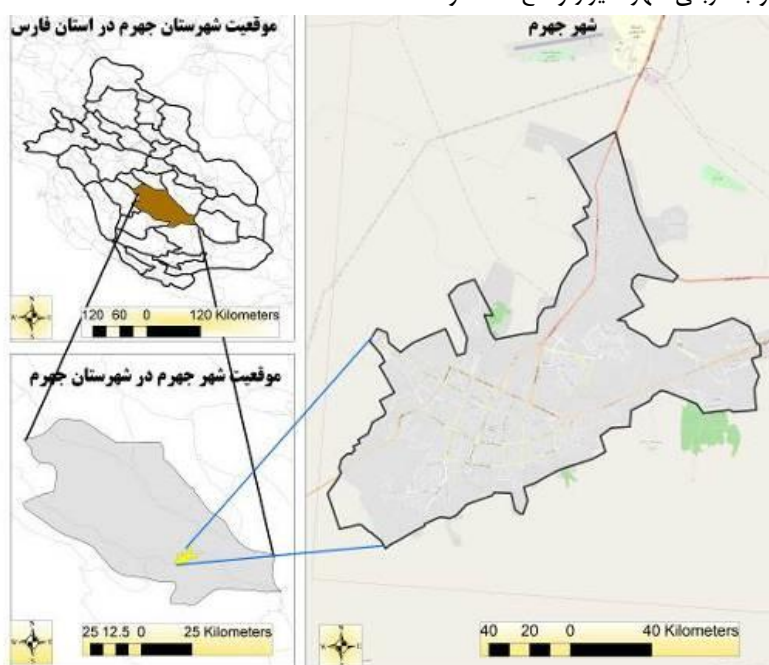 موقعیت شهرستان جهرم در استان فارس
شهر جهرم
120 60 0 120 Kilometers
موقعیت شهر جهرم در شهرستان جهرم
25 12.5 0 25 Kilometers
40 20 0 40 Kilometers